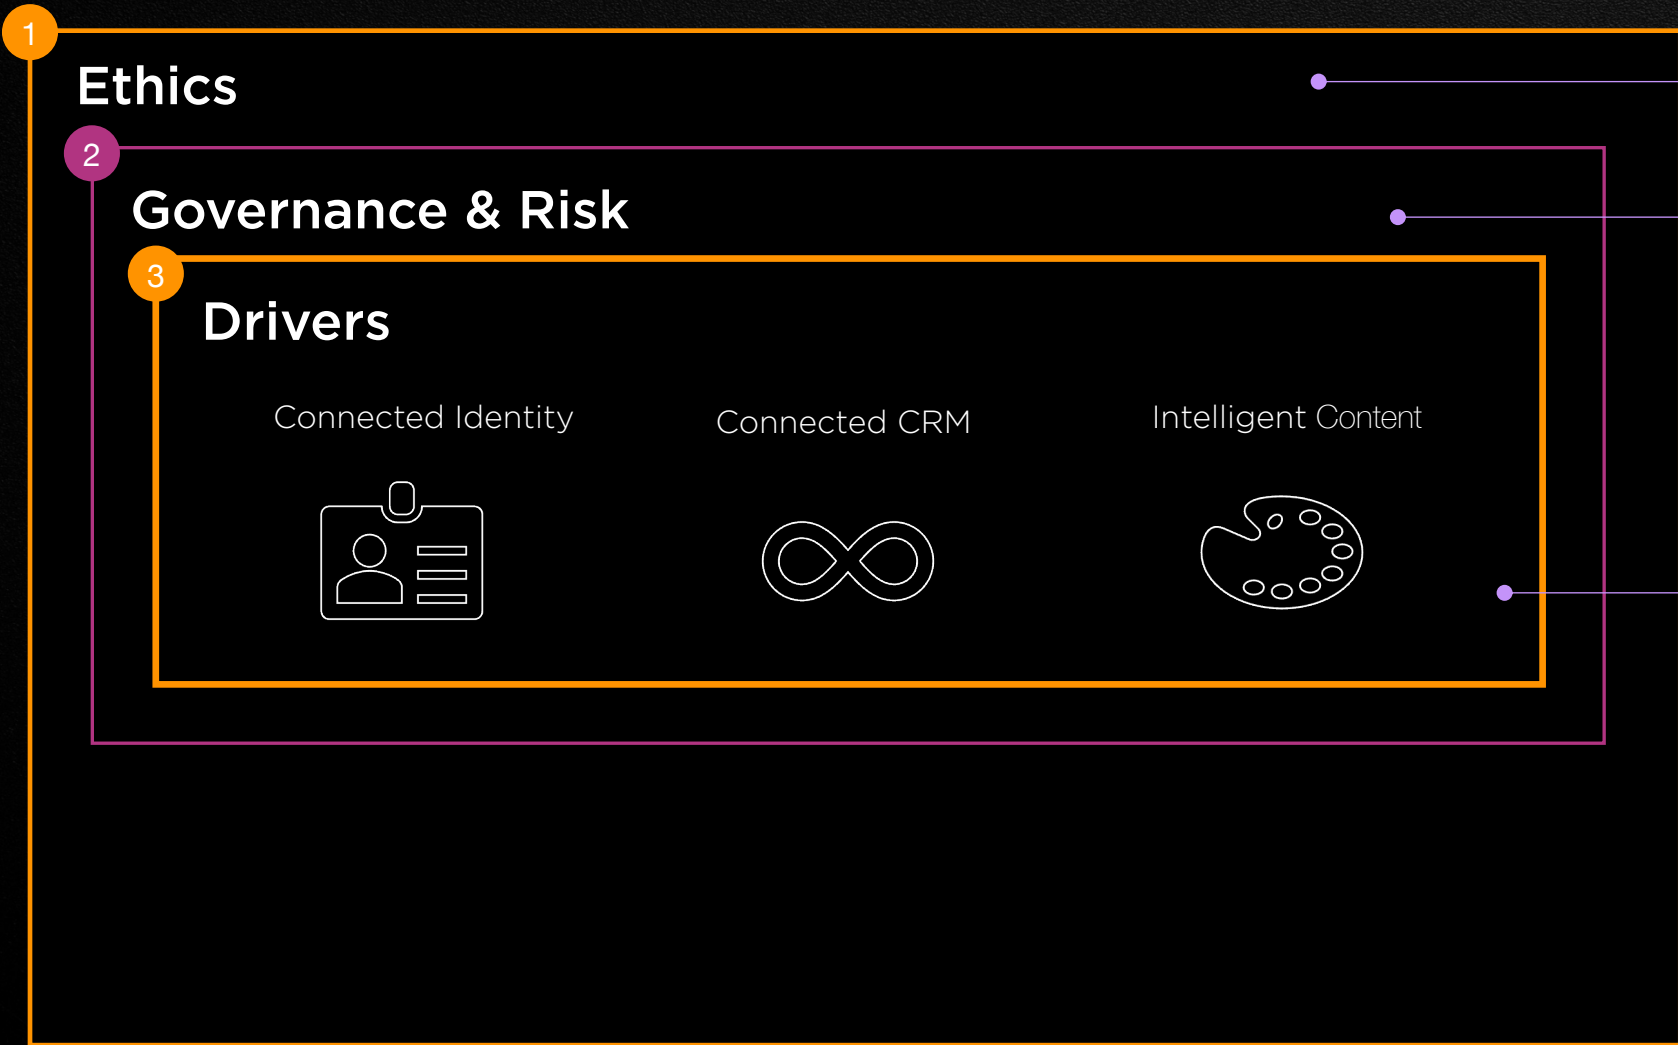 1
Ethics
2
Governance & Risk
3
Drivers
Connected Identity
Connected CRM
Intelligent Content